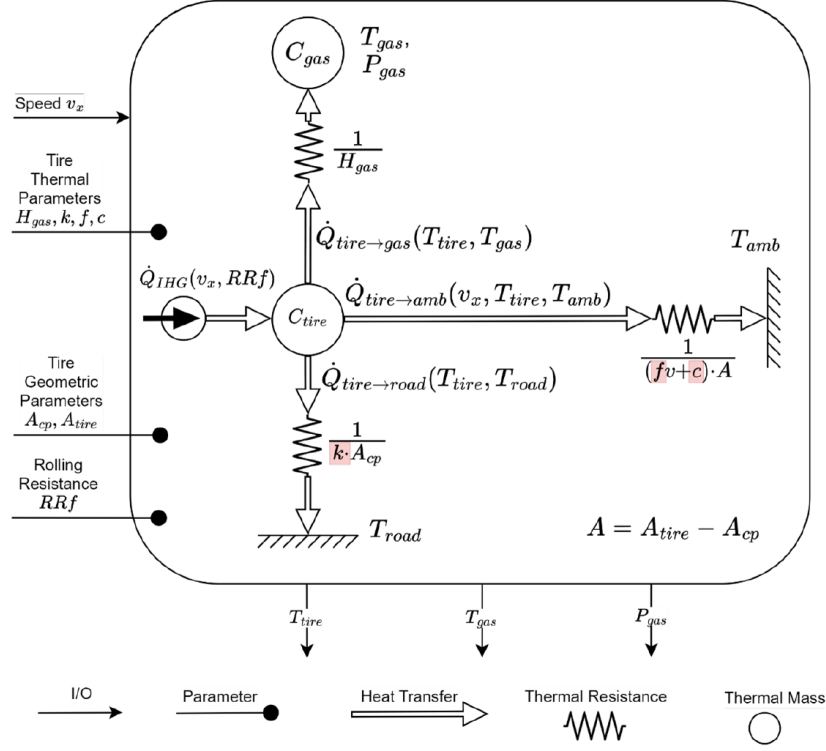 C_gas
T_gas,
P_gas
1/H_gas
Speed v_x
Tire
Thermal
Parameters
H_gas, k, f, c
Q̇_tire→gas(T_tire, T_gas)
T_amb
Q̇_IHG(v_x, RRf)
C_tire
Q̇_tire→amb(v_x, T_tire, T_amb)
1/((fv+c)·A)
Q̇_tire→road(T_tire, T_road)
Tire
Geometric
Parameters
A_cp, A_tire
1/(k·A_cp)
Rolling
Resistance
RRf
T_road
A = A_tire − A_cp
T_tire
T_gas
P_gas
I/O
Parameter
Heat Transfer
Thermal Resistance
Thermal Mass